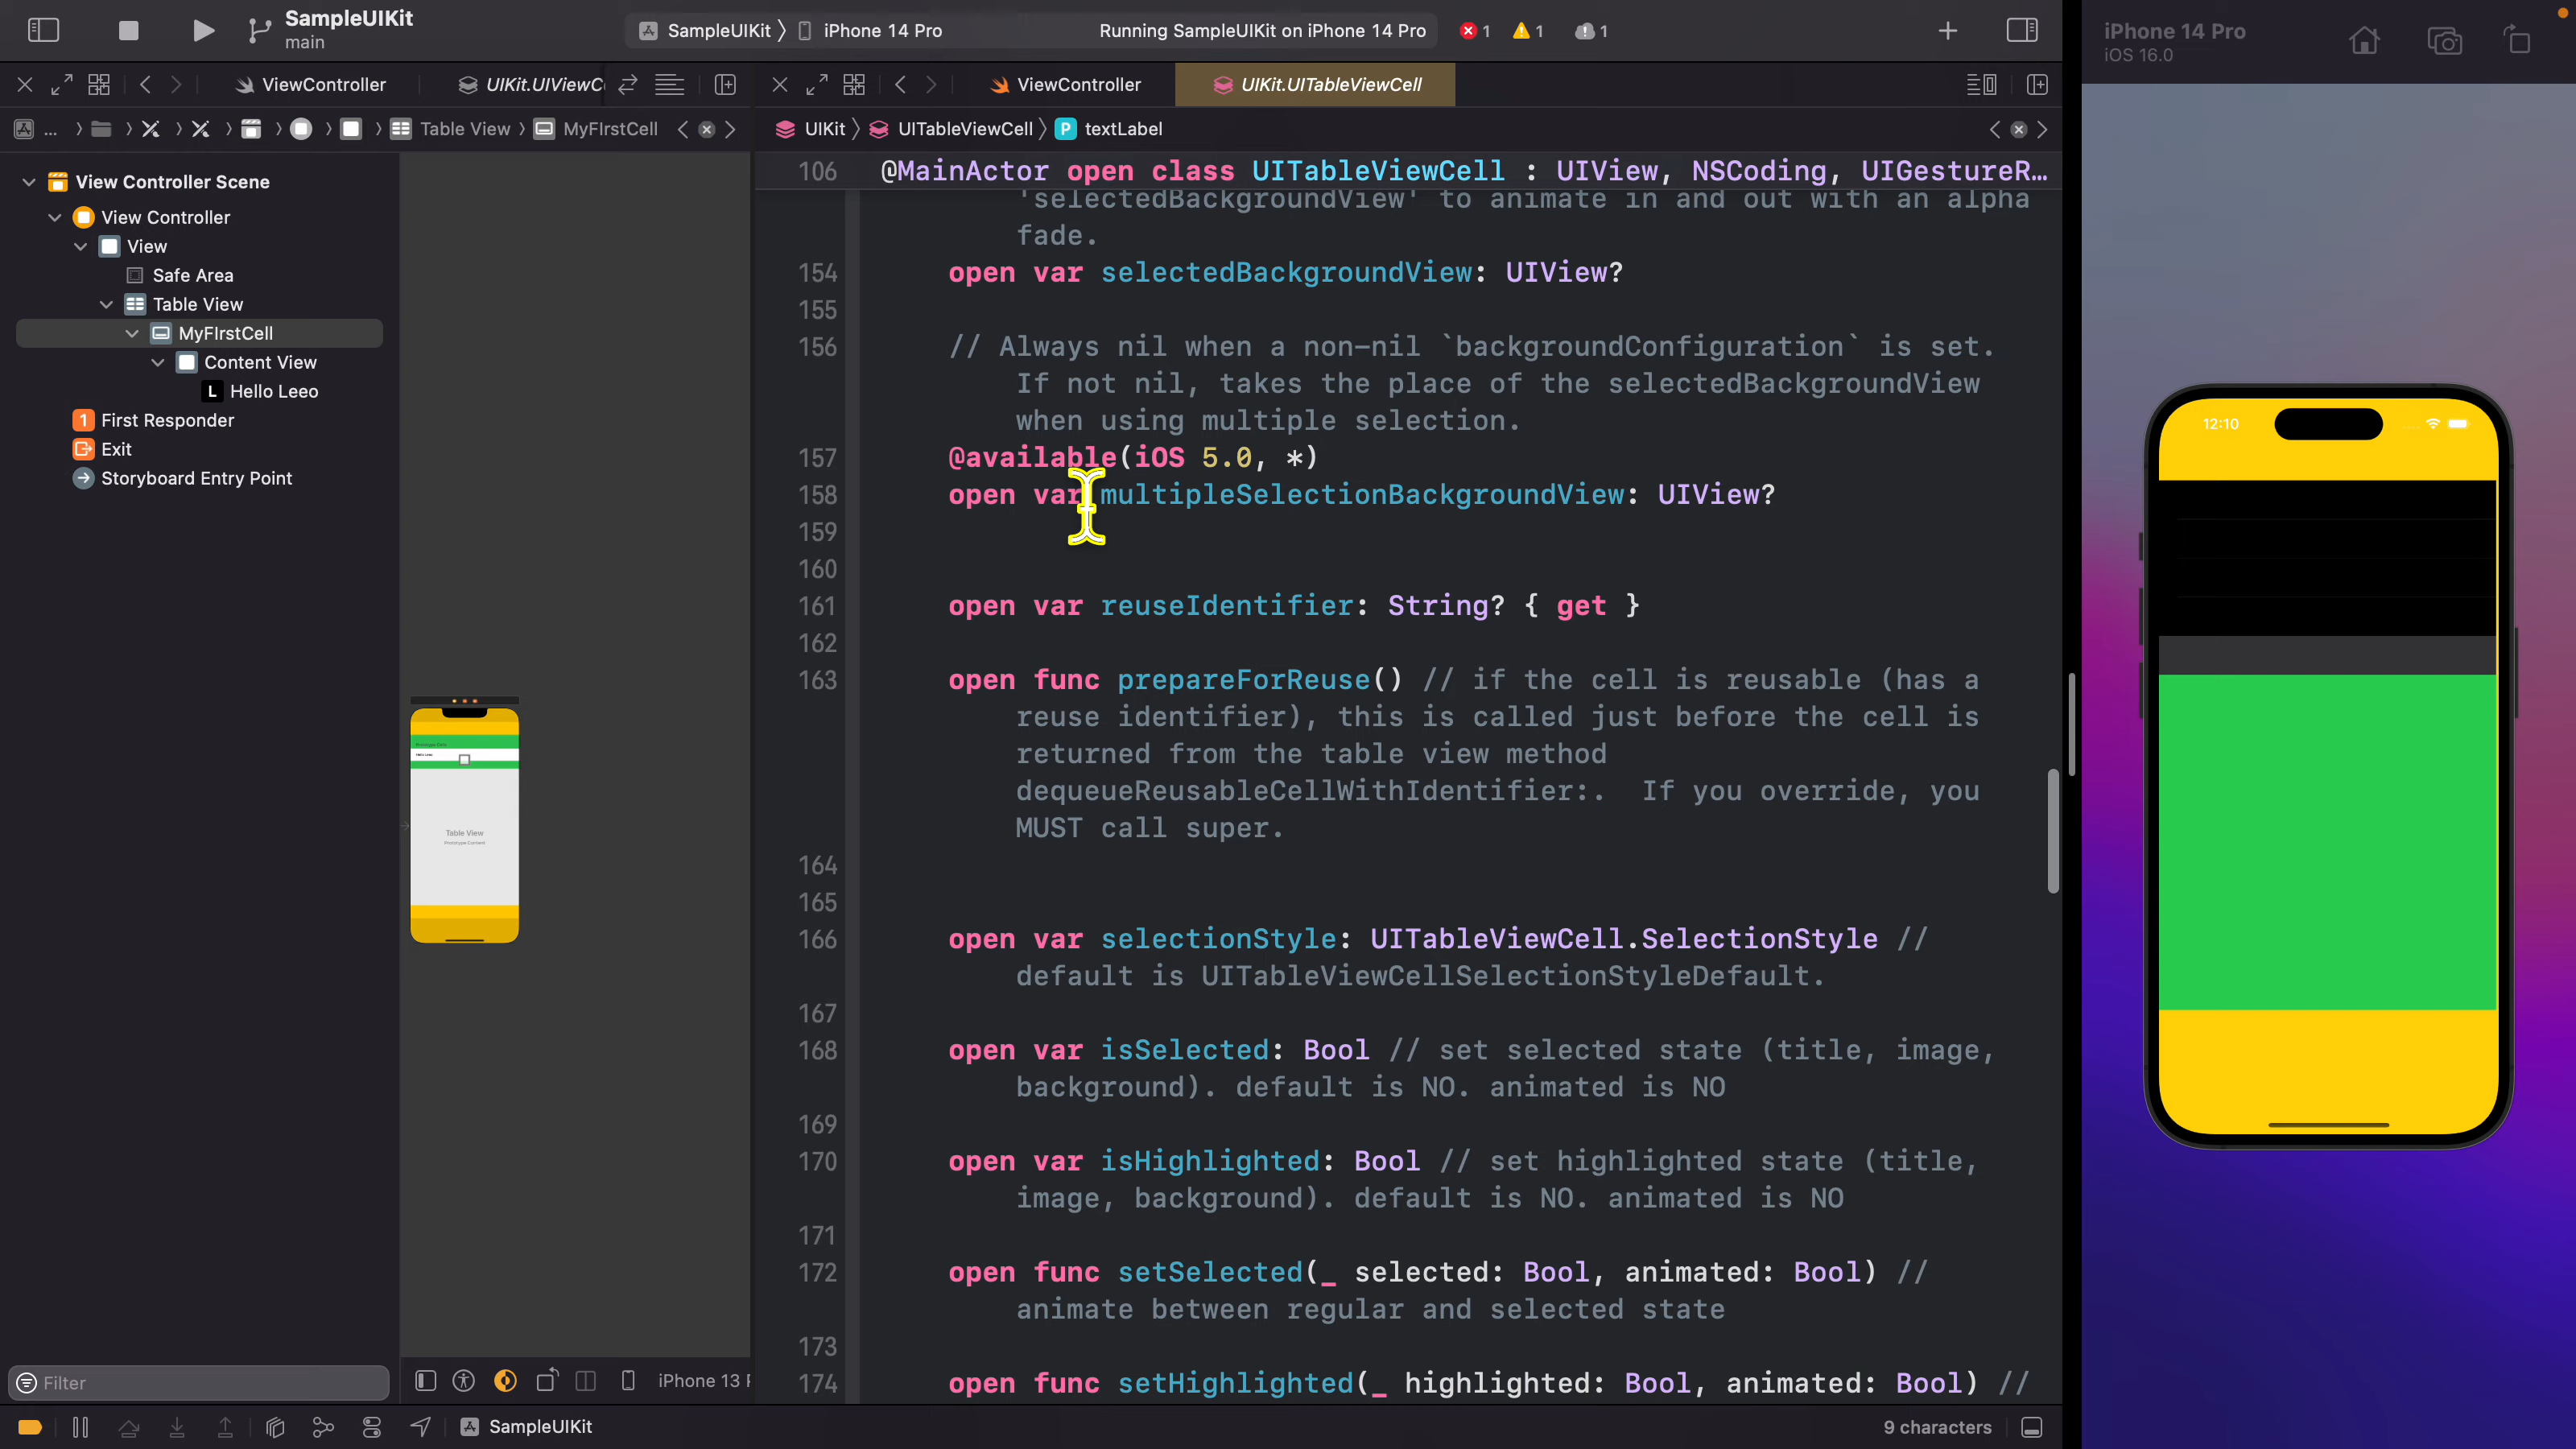 SampleUIKit
main
SampleUIKit 〉 iPhone 14 Pro
Running SampleUIKit on iPhone 14 Pro
1
1
1
iPhone 14 Pro
iOS 16.0
ViewController
UIKit.UIViewC
ViewController
UIKit.UITableViewCell
... Table View MyFIrstCell
UIKit 〉 UITableViewCell 〉 P textLabel
View Controller Scene
View Controller
View
Safe Area
Table View
MyFIrstCell
Content View
L Hello Leeo
1 First Responder
Exit
Storyboard Entry Point
106 @MainActor open class UITableViewCell : UIView, NSCoding, UIGestureR…
'selectedBackgroundView' to animate in and out with an alpha
fade.
154 open var selectedBackgroundView: UIView?
155
156 // Always nil when a non-nil `backgroundConfiguration` is set.
If not nil, takes the place of the selectedBackgroundView
when using multiple selection.
157 @available(iOS 5.0, *)
158 open var multipleSelectionBackgroundView: UIView?
159
160
161 open var reuseIdentifier: String? { get }
162
163 open func prepareForReuse() // if the cell is reusable (has a
reuse identifier), this is called just before the cell is
returned from the table view method
dequeueReusableCellWithIdentifier:.  If you override, you
MUST call super.
164
165
166 open var selectionStyle: UITableViewCell.SelectionStyle //
default is UITableViewCellSelectionStyleDefault.
167
168 open var isSelected: Bool // set selected state (title, image,
background). default is NO. animated is NO
169
170 open var isHighlighted: Bool // set highlighted state (title,
image, background). default is NO. animated is NO
171
172 open func setSelected(_ selected: Bool, animated: Bool) //
animate between regular and selected state
173
174 open func setHighlighted(_ highlighted: Bool, animated: Bool) //
Table View
Prototype Content
12:10
Filter
iPhone 13 P
SampleUIKit
9 characters